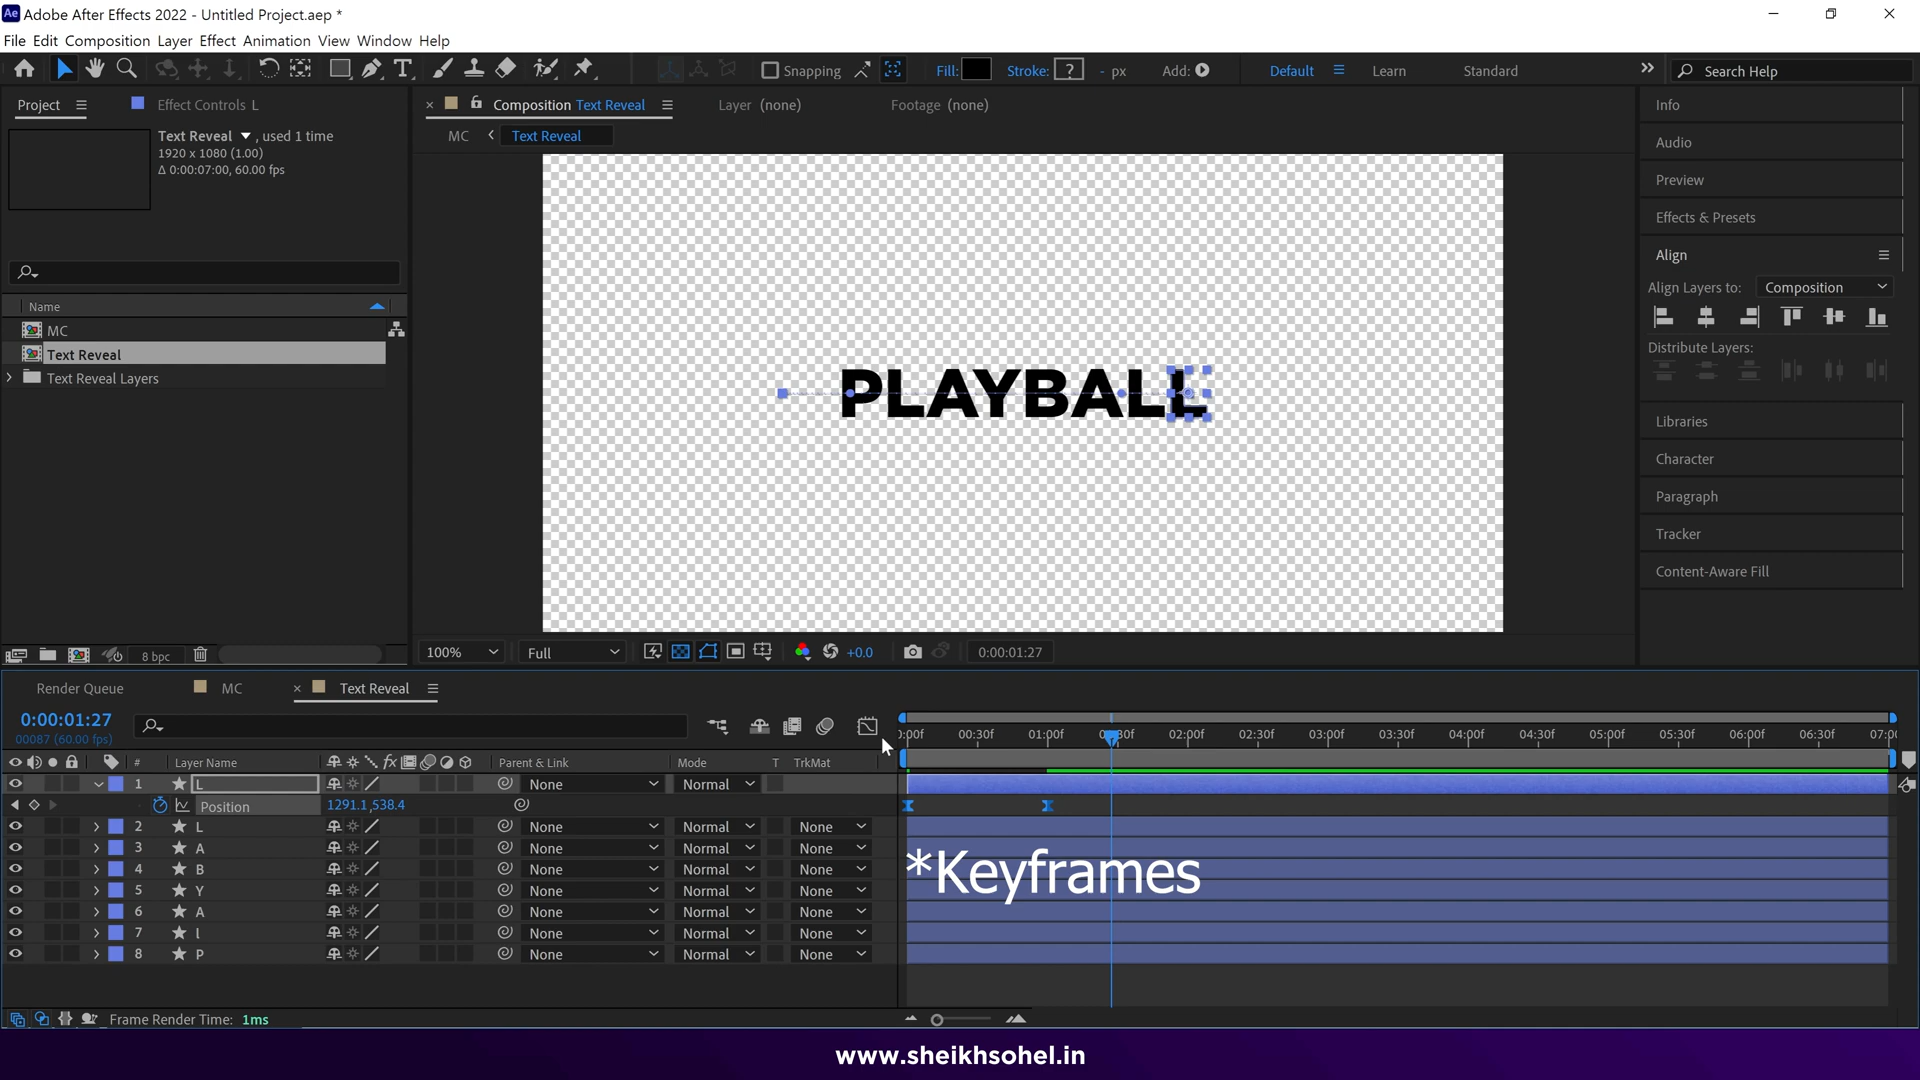 Ae Adobe After Effects 2022 - Untitled Project.aep *
File Edit Composition Layer Effect Animation View Window Help
Snapping Fill: Stroke: ? - px Add: Default Learn Standard Search Help
Project Effect Controls L
Composition Text Reveal Layer (none) Footage (none)
MC Text Reveal
Text Reveal , used 1 time
1920 x 1080 (1.00)
Δ 0:00:07:00, 60.00 fps
Name
MC
Text Reveal
Text Reveal Layers
8 bpc
PLAYBALL
100% Full +0.0 0:00:01:27
Info
Audio
Preview
Effects & Presets
Align
Align Layers to: Composition
Distribute Layers:
Libraries
Character
Paragraph
Tracker
Content-Aware Fill
Render Queue MC Text Reveal
0:00:01:27
00087 (60.00 fps)
00:30f 01:00f 02:00f 02:30f 03:00f 03:30f 04:00f 04:30f 05:00f 05:30f 06:00f 06:30f
# Layer Name fx Parent & Link Mode T TrkMat
1 L None Normal
Position 1291.1,538.4
2 L None Normal None
3 A None Normal None
4 B None Normal None
5 Y None Normal None
6 A None Normal None
7 l None Normal None
8 P None Normal None
*Keyframes
Frame Render Time: 1ms
www.sheikhsohel.in